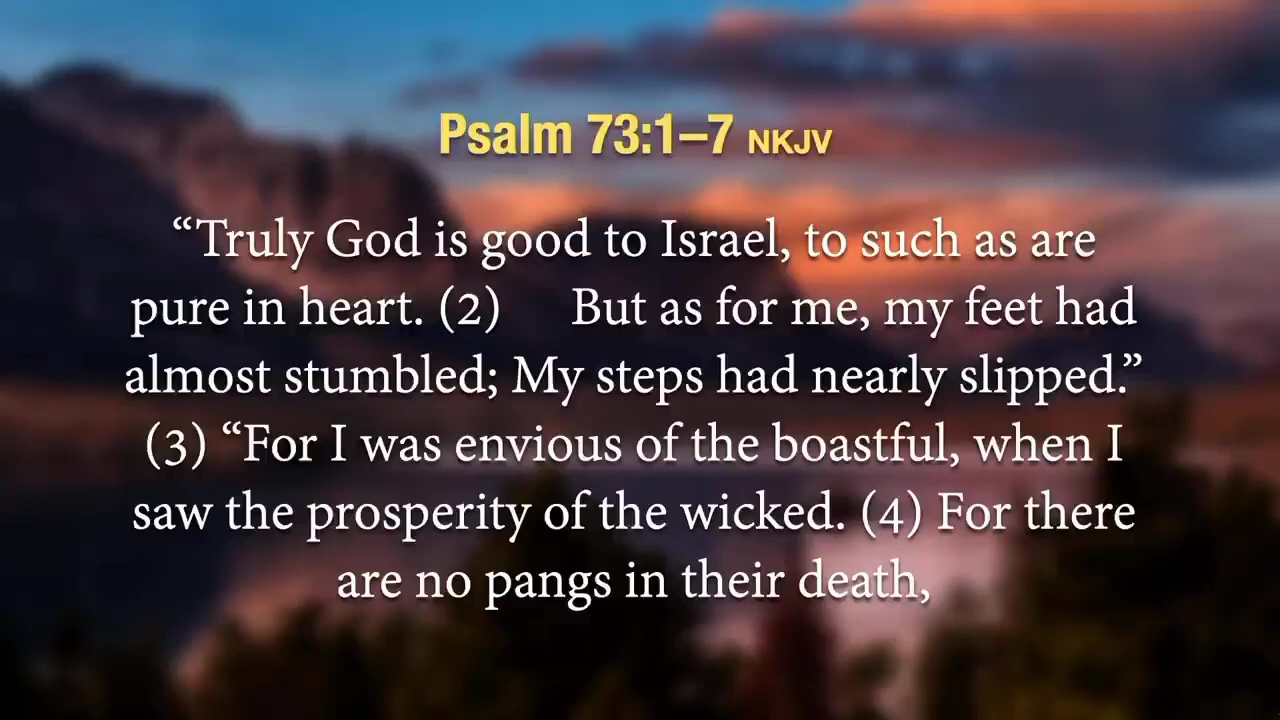 Psalm 73:1–7 NKJV
“Truly God is good to Israel, to such as are
pure in heart. (2) But as for me, my feet had
almost stumbled; My steps had nearly slipped.”
(3) “For I was envious of the boastful, when I
saw the prosperity of the wicked. (4) For there
are no pangs in their death,